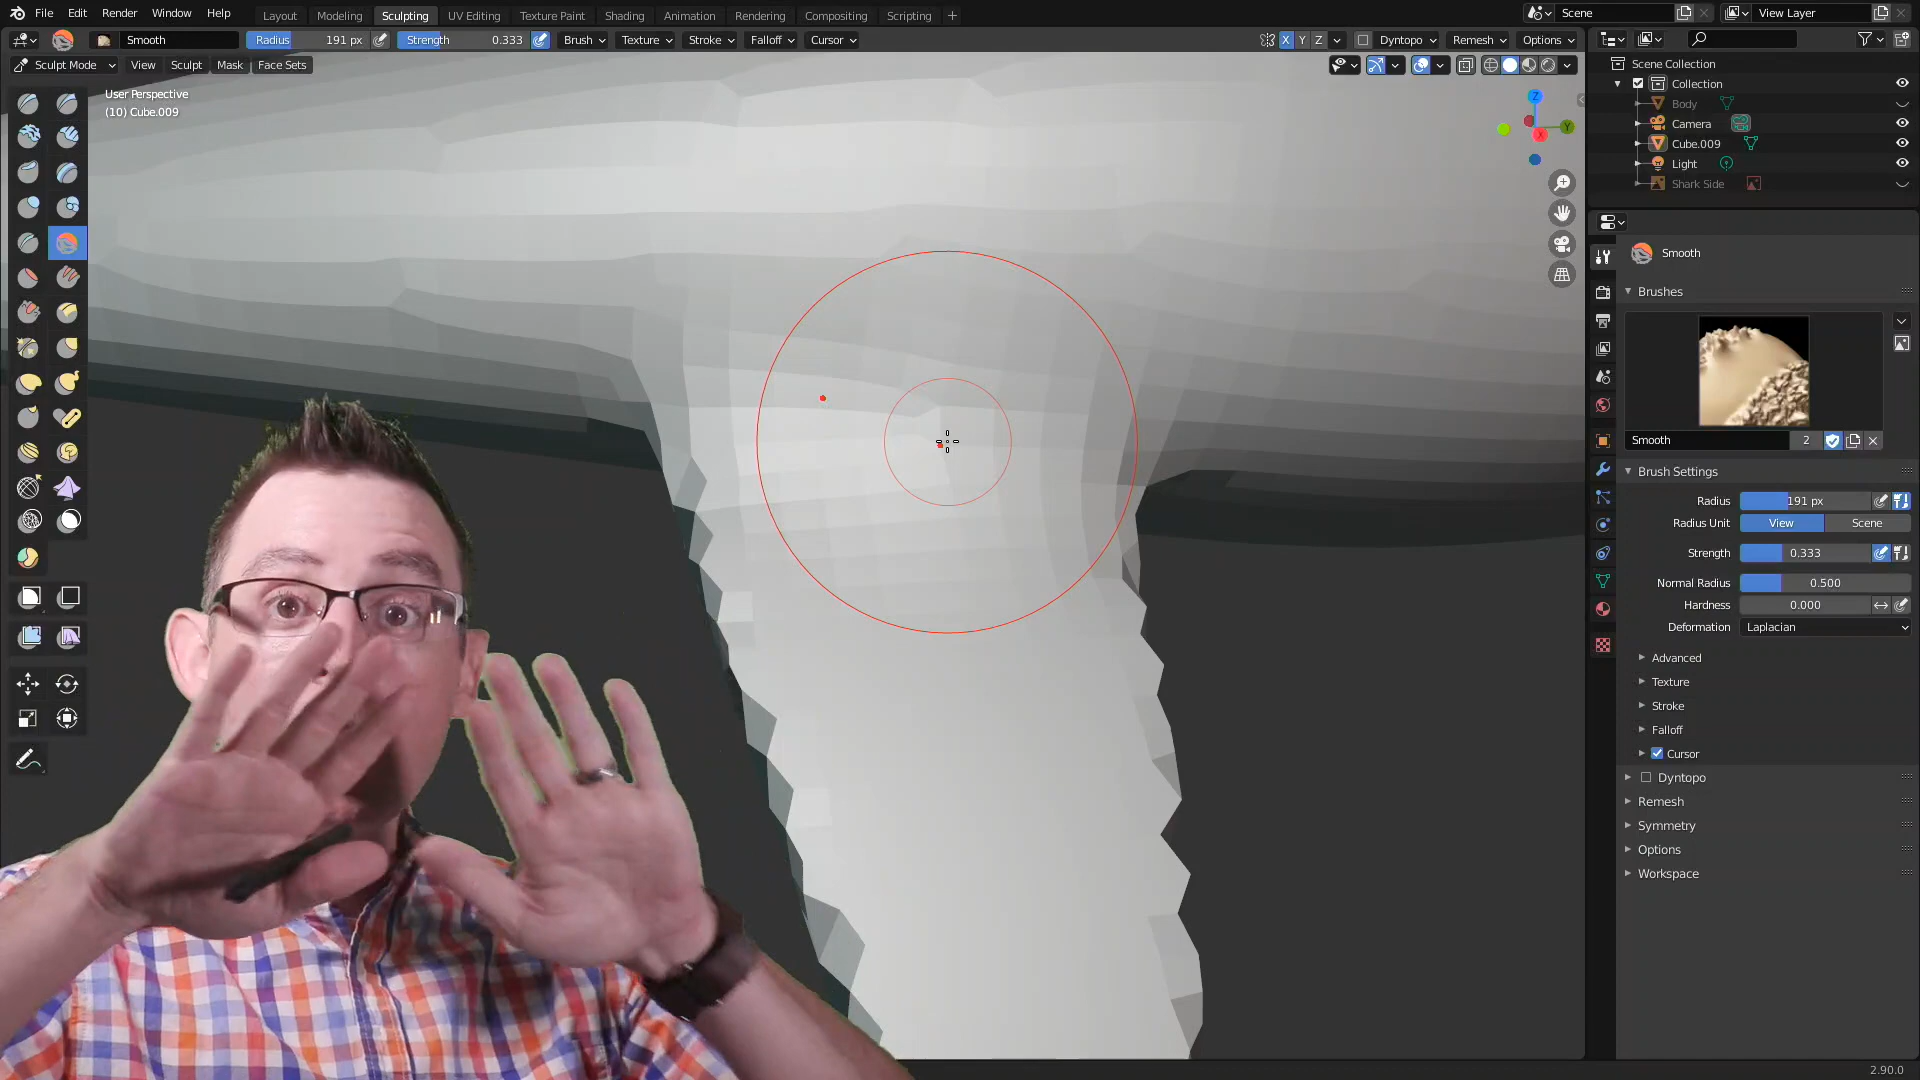 File Edit Render Window Help Layout Modeling Sculpting UV Editing Texture Paint Shading Animation Rendering Compositing Scripting + Scene View Layer
Smooth Radius 191 px Strength 0.333 Brush Texture Stroke Falloff Cursor X Y Z Dyntopo Remesh Options
Sculpt Mode View Sculpt Mask Face Sets
User Perspective
(10) Cube.009
Z
Y
X
Scene Collection
Collection
Body
Camera
Cube.009
Light
Shark Side
Smooth
Brushes
Smooth 2
Brush Settings
Radius 191 px
Radius Unit View Scene
Strength 0.333
Normal Radius 0.500
Hardness 0.000
Deformation Laplacian
Advanced
Texture
Stroke
Falloff
Cursor
Dyntopo
Remesh
Symmetry
Options
Workspace
2.90.0